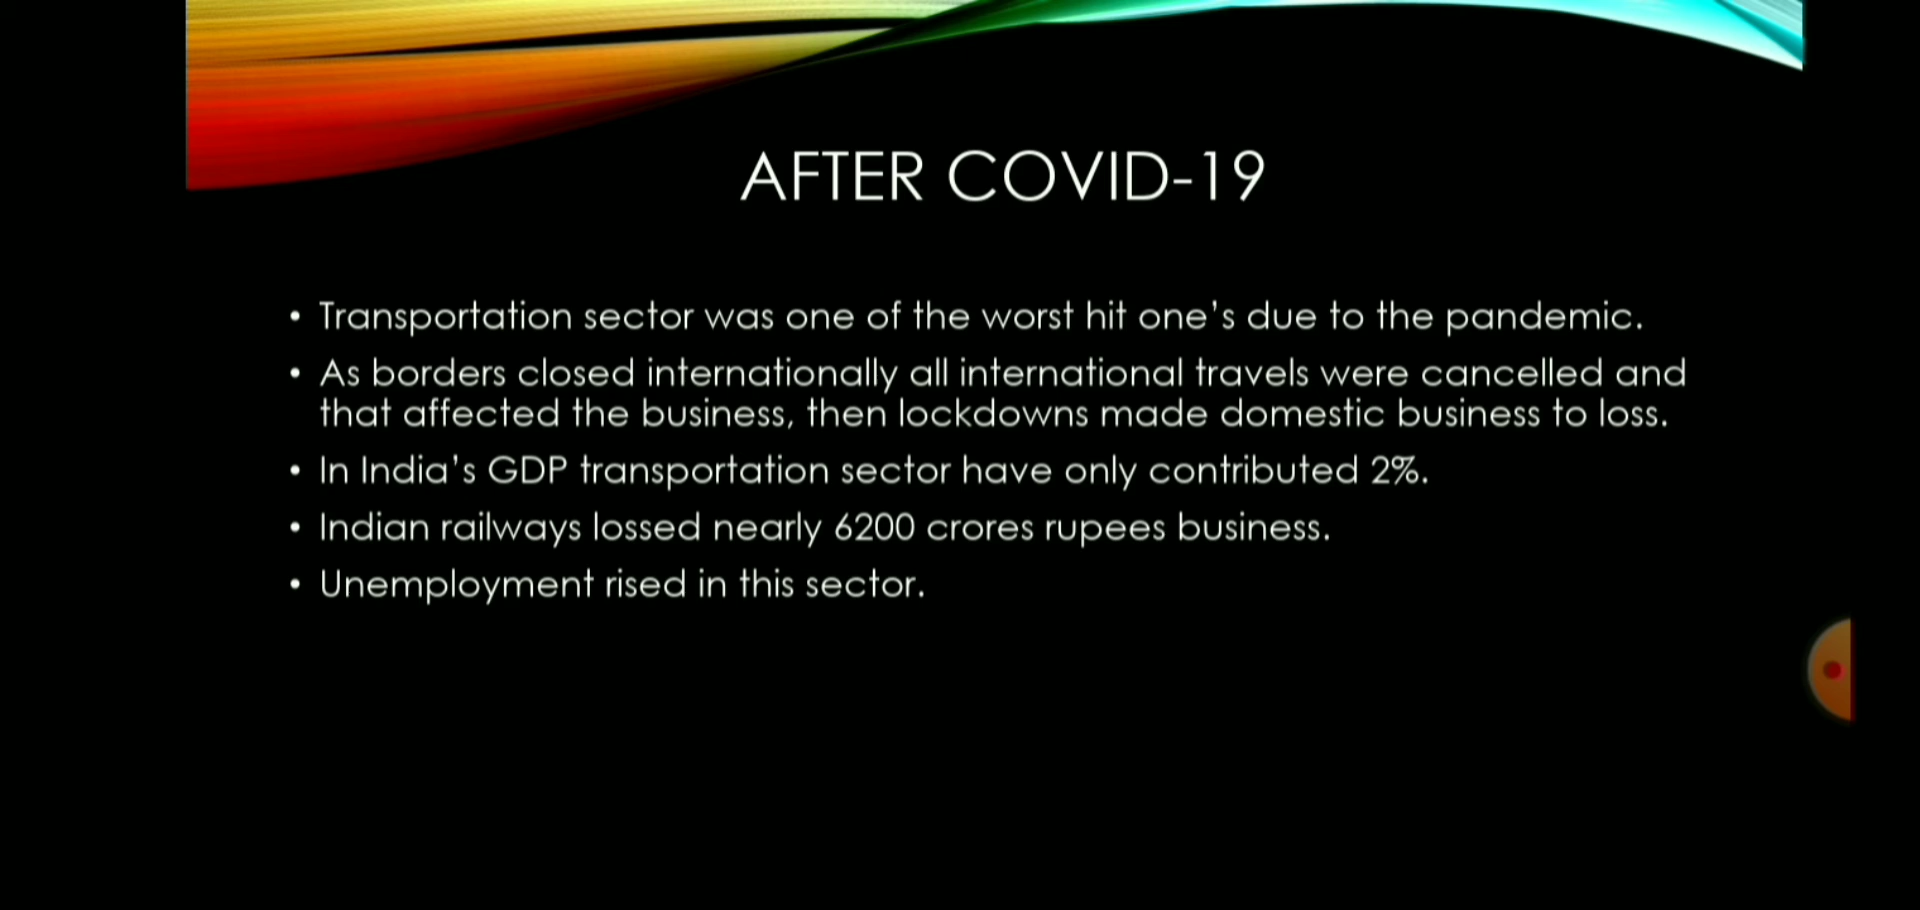 AFTER COVID-19
• Transportation sector was one of the worst hit one's due to the pandemic.
• As borders closed internationally all international travels were cancelled and
that affected the business, then lockdowns made domestic business to loss.
• In India's GDP transportation sector have only contributed 2%.
• Indian railways lossed nearly 6200 crores rupees business.
• Unemployment rised in this sector.